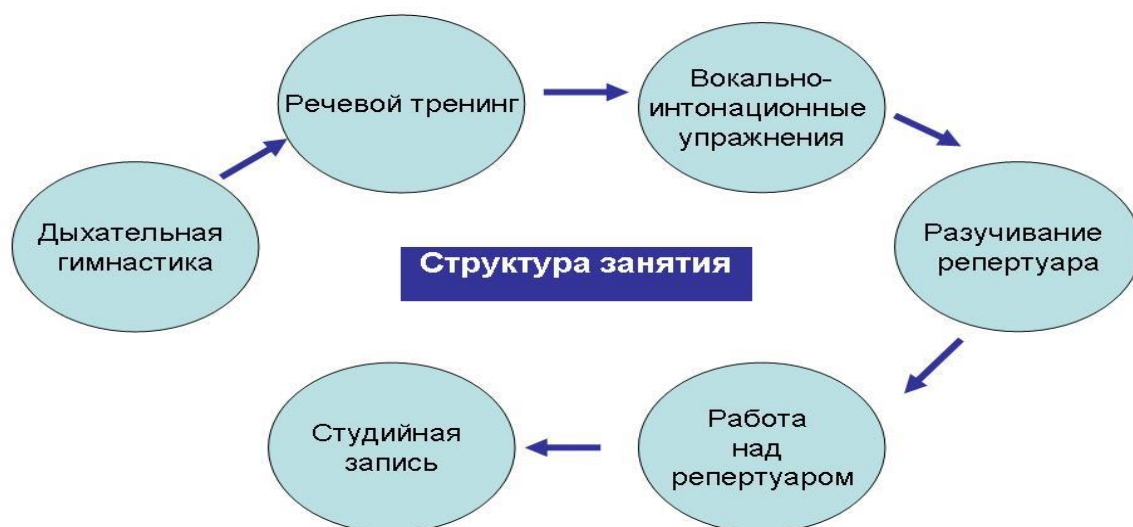 Дыхательная
гимнастика
Речевой тренинг
Вокально-
интонационные
упражнения
Разучивание
репертуара
Работа
над
репертуаром
Студийная
запись
Структура занятия